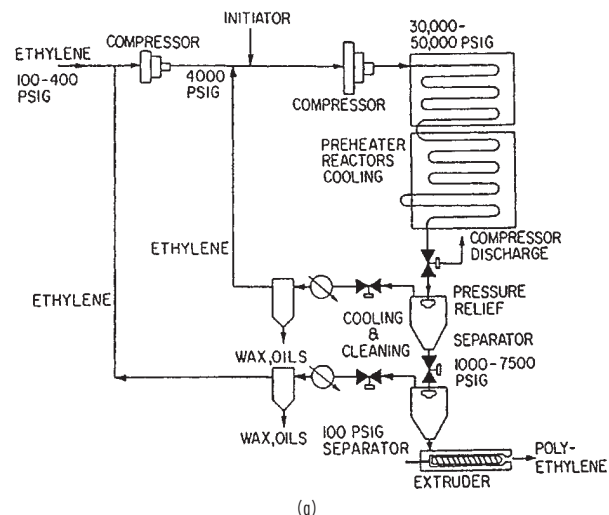 INITIATOR
COMPRESSOR
ETHYLENE
100-400
PSIG
4000
PSIG
COMPRESSOR
30,000-
50,000 PSIG
PREHEATER
REACTORS
COOLING
COMPRESSOR
DISCHARGE
ETHYLENE
PRESSURE
RELIEF
ETHYLENE
COOLING
&
CLEANING
SEPARATOR
WAX,OILS
1000-7500
PSIG
WAX,OILS
100 PSIG
SEPARATOR
POLY-
ETHYLENE
EXTRUDER
(a)